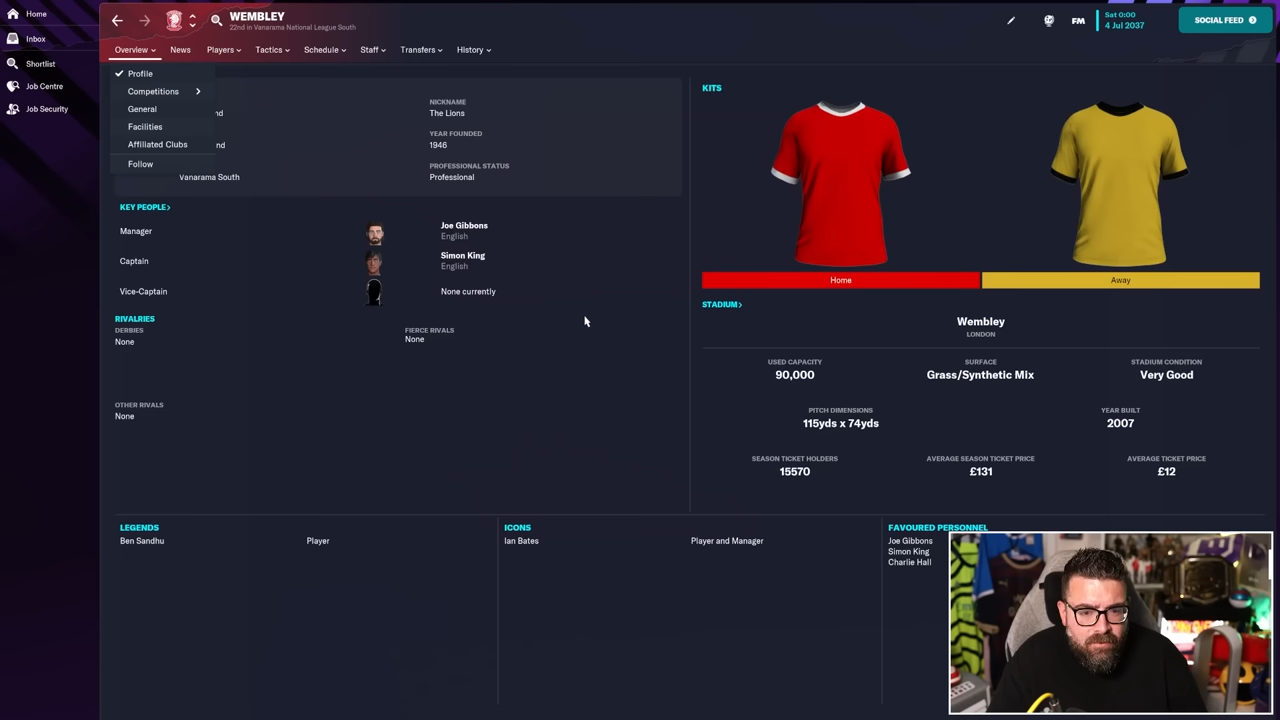 Home
Inbox
Shortlist
Job Centre
Job Security
WEMBLEY
22nd in Vanarama National League South
FM
Sat 0:00
4 Jul 2037
SOCIAL FEED
Overview
News
Players
Tactics
Schedule
Staff
Transfers
History
Profile
Competitions
General
Facilities
Affiliated Clubs
Follow
nd
nd
Vanarama South
NICKNAME
The Lions
YEAR FOUNDED
1946
PROFESSIONAL STATUS
Professional
KEY PEOPLE>
Manager
Joe Gibbons
English
Captain
Simon King
English
Vice-Captain
None currently
RIVALRIES
DERBIES
None
FIERCE RIVALS
None
OTHER RIVALS
None
KITS
Home
Away
STADIUM>
Wembley
LONDON
USED CAPACITY
90,000
SURFACE
Grass/Synthetic Mix
STADIUM CONDITION
Very Good
PITCH DIMENSIONS
115yds x 74yds
YEAR BUILT
2007
SEASON TICKET HOLDERS
15570
AVERAGE SEASON TICKET PRICE
£131
AVERAGE TICKET PRICE
£12
LEGENDS
Ben Sandhu Player
ICONS
Ian Bates Player and Manager
FAVOURED PERSONNEL
Joe Gibbons
Simon King
Charlie Hall